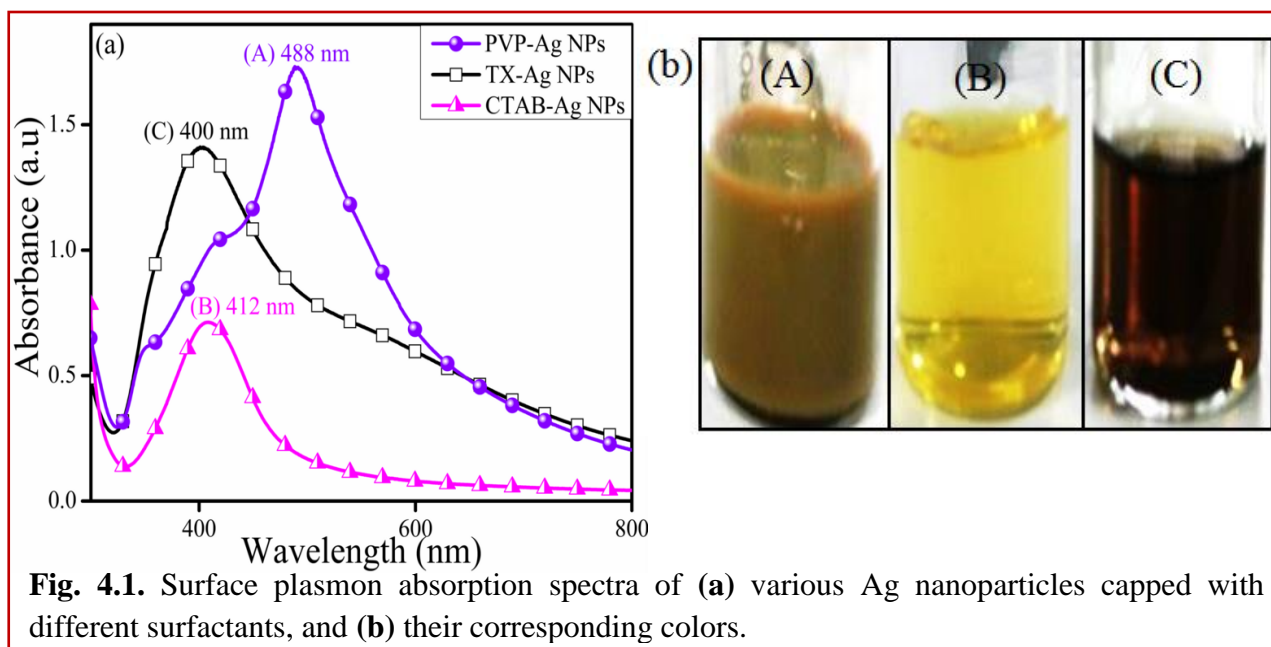 (a)
(A) 488 nm
PVP-Ag NPs
TX-Ag NPs
CTAB-Ag NPs
(C) 400 nm
(B) 412 nm
1.5
1.0
0.5
0.0
Absorbance (a.u)
400
600
800
Wavelength (nm)
(b)
(A)
(B)
(C)
Fig. 4.1. Surface plasmon absorption spectra of (a) various Ag nanoparticles capped with
different surfactants, and (b) their corresponding colors.